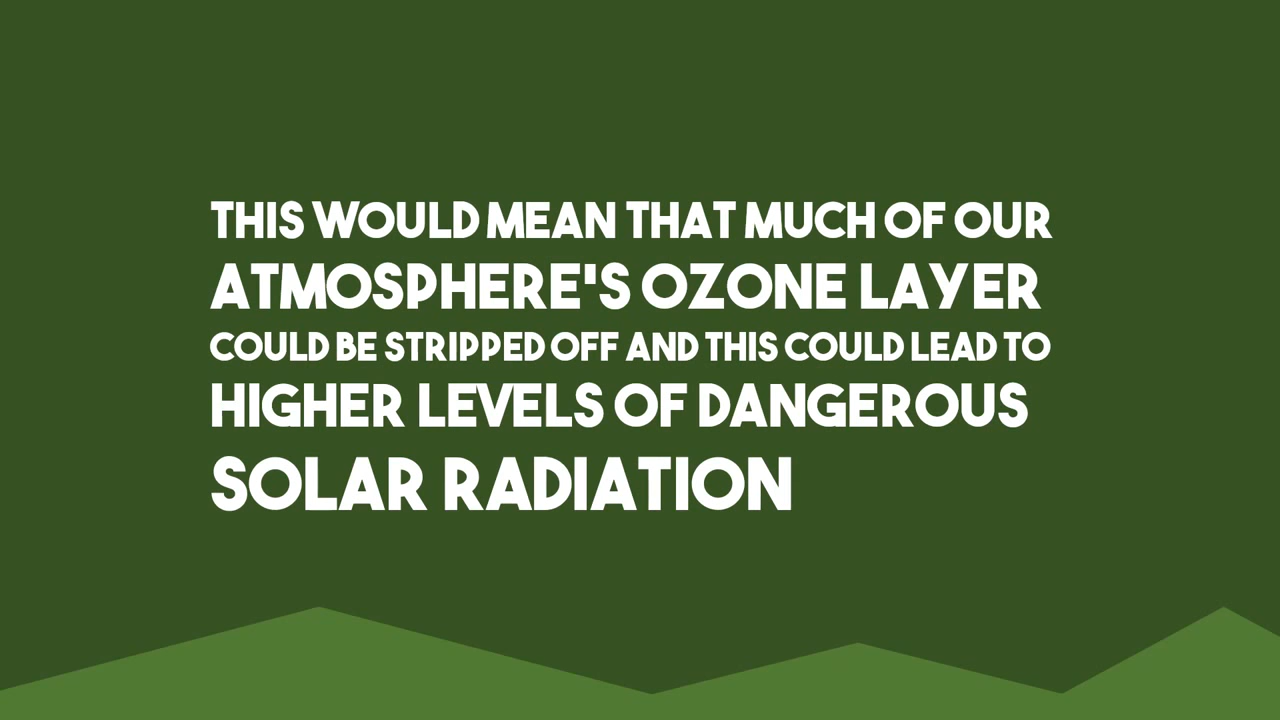 THIS WOULD MEAN THAT MUCH OF OUR
ATMOSPHERE'S OZONE LAYER
COULD BE STRIPPED OFF AND THIS COULD LEAD TO
HIGHER LEVELS OF DANGEROUS
SOLAR RADIATION